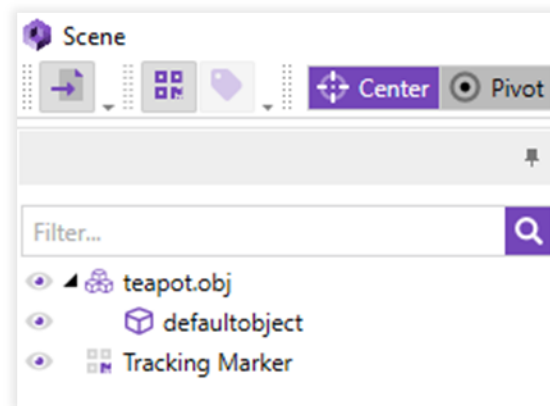 Scene
Center Pivot
Filter...
teapot.obj
defaultobject
Tracking Marker